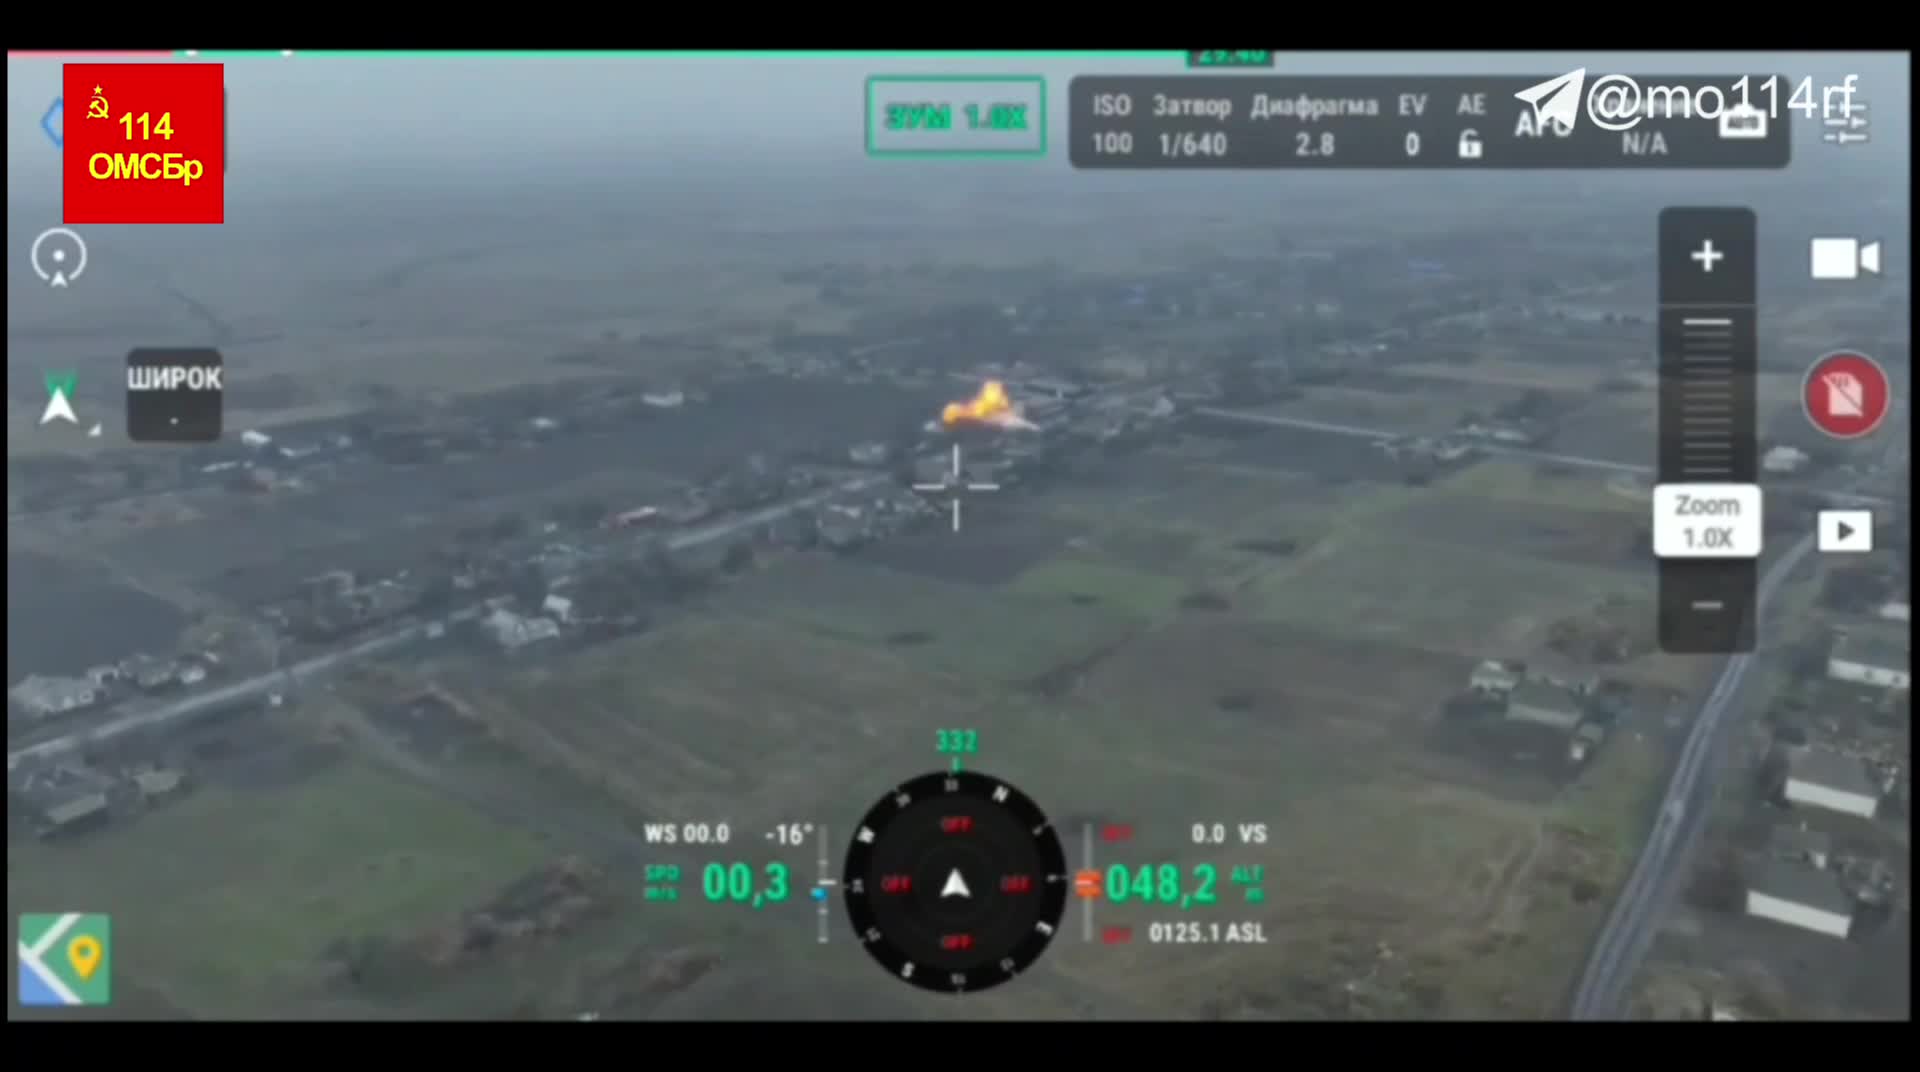 29:40
114
ОМСБр
ЗУМ 1.0X
ISO Затвор Диафрагма EV AE
100 1/640 2.8 0 N/A
AFC
@mo114rf
ШИРОК
Zoom
1.0X
332
N
W
E
S
OFF
OFF OFF
OFF
WS 00.0 -16°
SPD 00,3
m/s
0.0 VS
048,2 ALT
m
0125.1 ASL